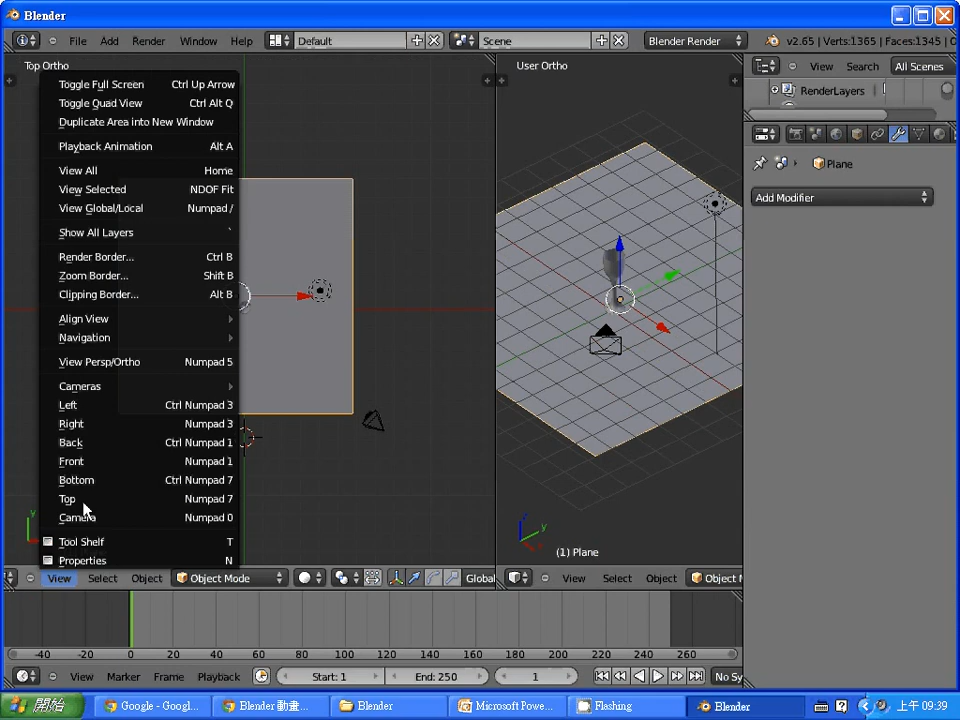 Blender
File Add Render Window Help Default Scene Blender Render v2.65 | Verts:1365 | Faces:1345 | O
Top Ortho
User Ortho
View Search All Scenes
RenderLayers
Plane
Add Modifier
Toggle Full Screen Ctrl Up Arrow
Toggle Quad View Ctrl Alt Q
Duplicate Area into New Window
Playback Animation Alt A
View All Home
View Selected NDOF Fit
View Global/Local Numpad /
Show All Layers `
Render Border... Ctrl B
Zoom Border... Shift B
Clipping Border... Alt B
Align View
Navigation
View Persp/Ortho Numpad 5
Cameras
Left Ctrl Numpad 3
Right Numpad 3
Back Ctrl Numpad 1
Front Numpad 1
Bottom Ctrl Numpad 7
Top Numpad 7
Camera Numpad 0
Tool Shelf T
Properties N
y
z
y
(1) Plane
View Select Object Object Mode Global
View Select Object Object M
-40 -20 0 20 40 60 80 100 120 140 160 180 200 220 240 260
View Marker Frame Playback Start: 1 End: 250 1 No Sy
開始 Google - Googl... Blender 動畫... Blender Microsoft Powe... Flashing Blender 上午 09:39